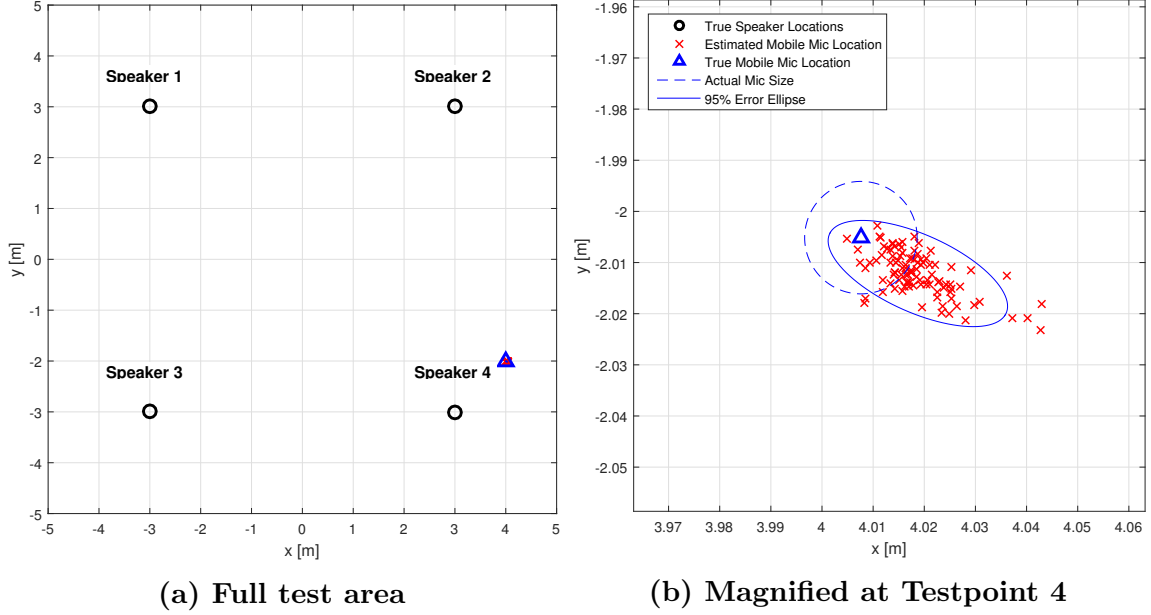 5
4
3
2
1
0
-1
-2
-3
-4
-5
-5 -4 -3 -2 -1 0 1 2 3 4 5
y [m]
x [m]
Speaker 1
Speaker 2
Speaker 3
Speaker 4
(a) Full test area
-1.96
-1.97
-1.98
-1.99
-2
-2.01
-2.02
-2.03
-2.04
-2.05
3.97 3.98 3.99 4 4.01 4.02 4.03 4.04 4.05 4.06
y [m]
x [m]
True Speaker Locations
Estimated Mobile Mic Location
True Mobile Mic Location
Actual Mic Size
95% Error Ellipse
(b) Magnified at Testpoint 4